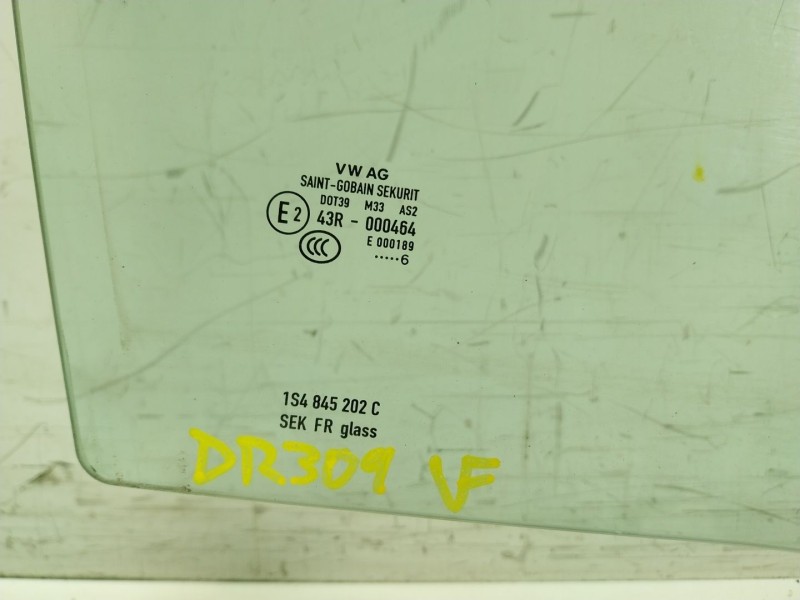 VW AG
SAINT-GOBAIN SEKURIT
DOT39 M33 AS2
E2 43R - 000464
E 000189
CCC
.....6
1S4 845 202 C
SEK FR glass
DR309 VF